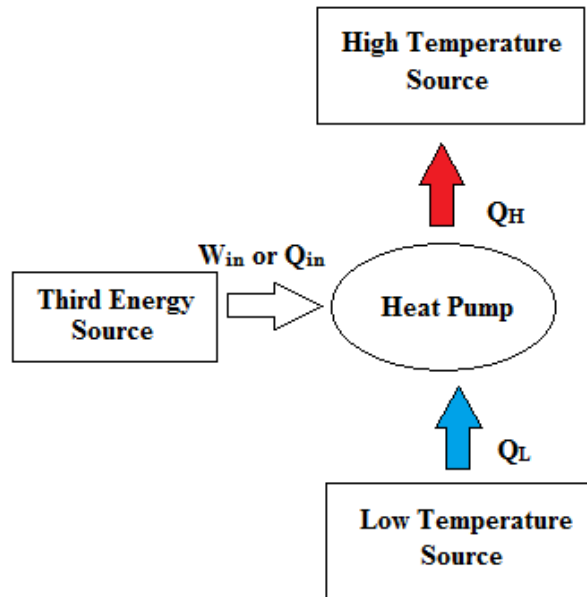 High Temperature
Source
QH
Win or Qin
Third Energy
Source
Heat Pump
QL
Low Temperature
Source